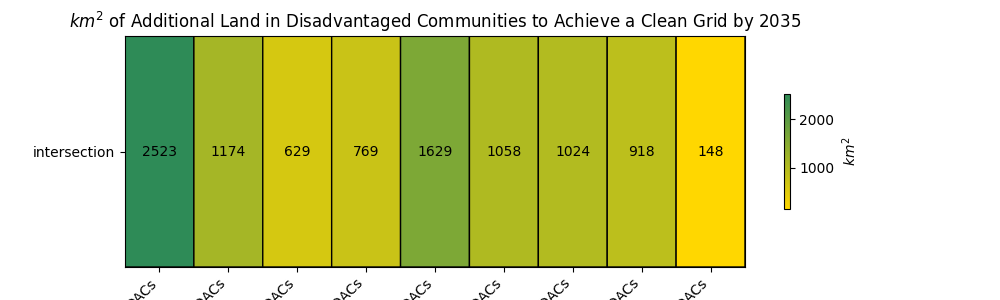 km² of Additional Land in Disadvantaged Communities to Achieve a Clean Grid by 2035
intersection 2523 1174 629 769 1629 1058 1024 918 148
2000
1000
km²